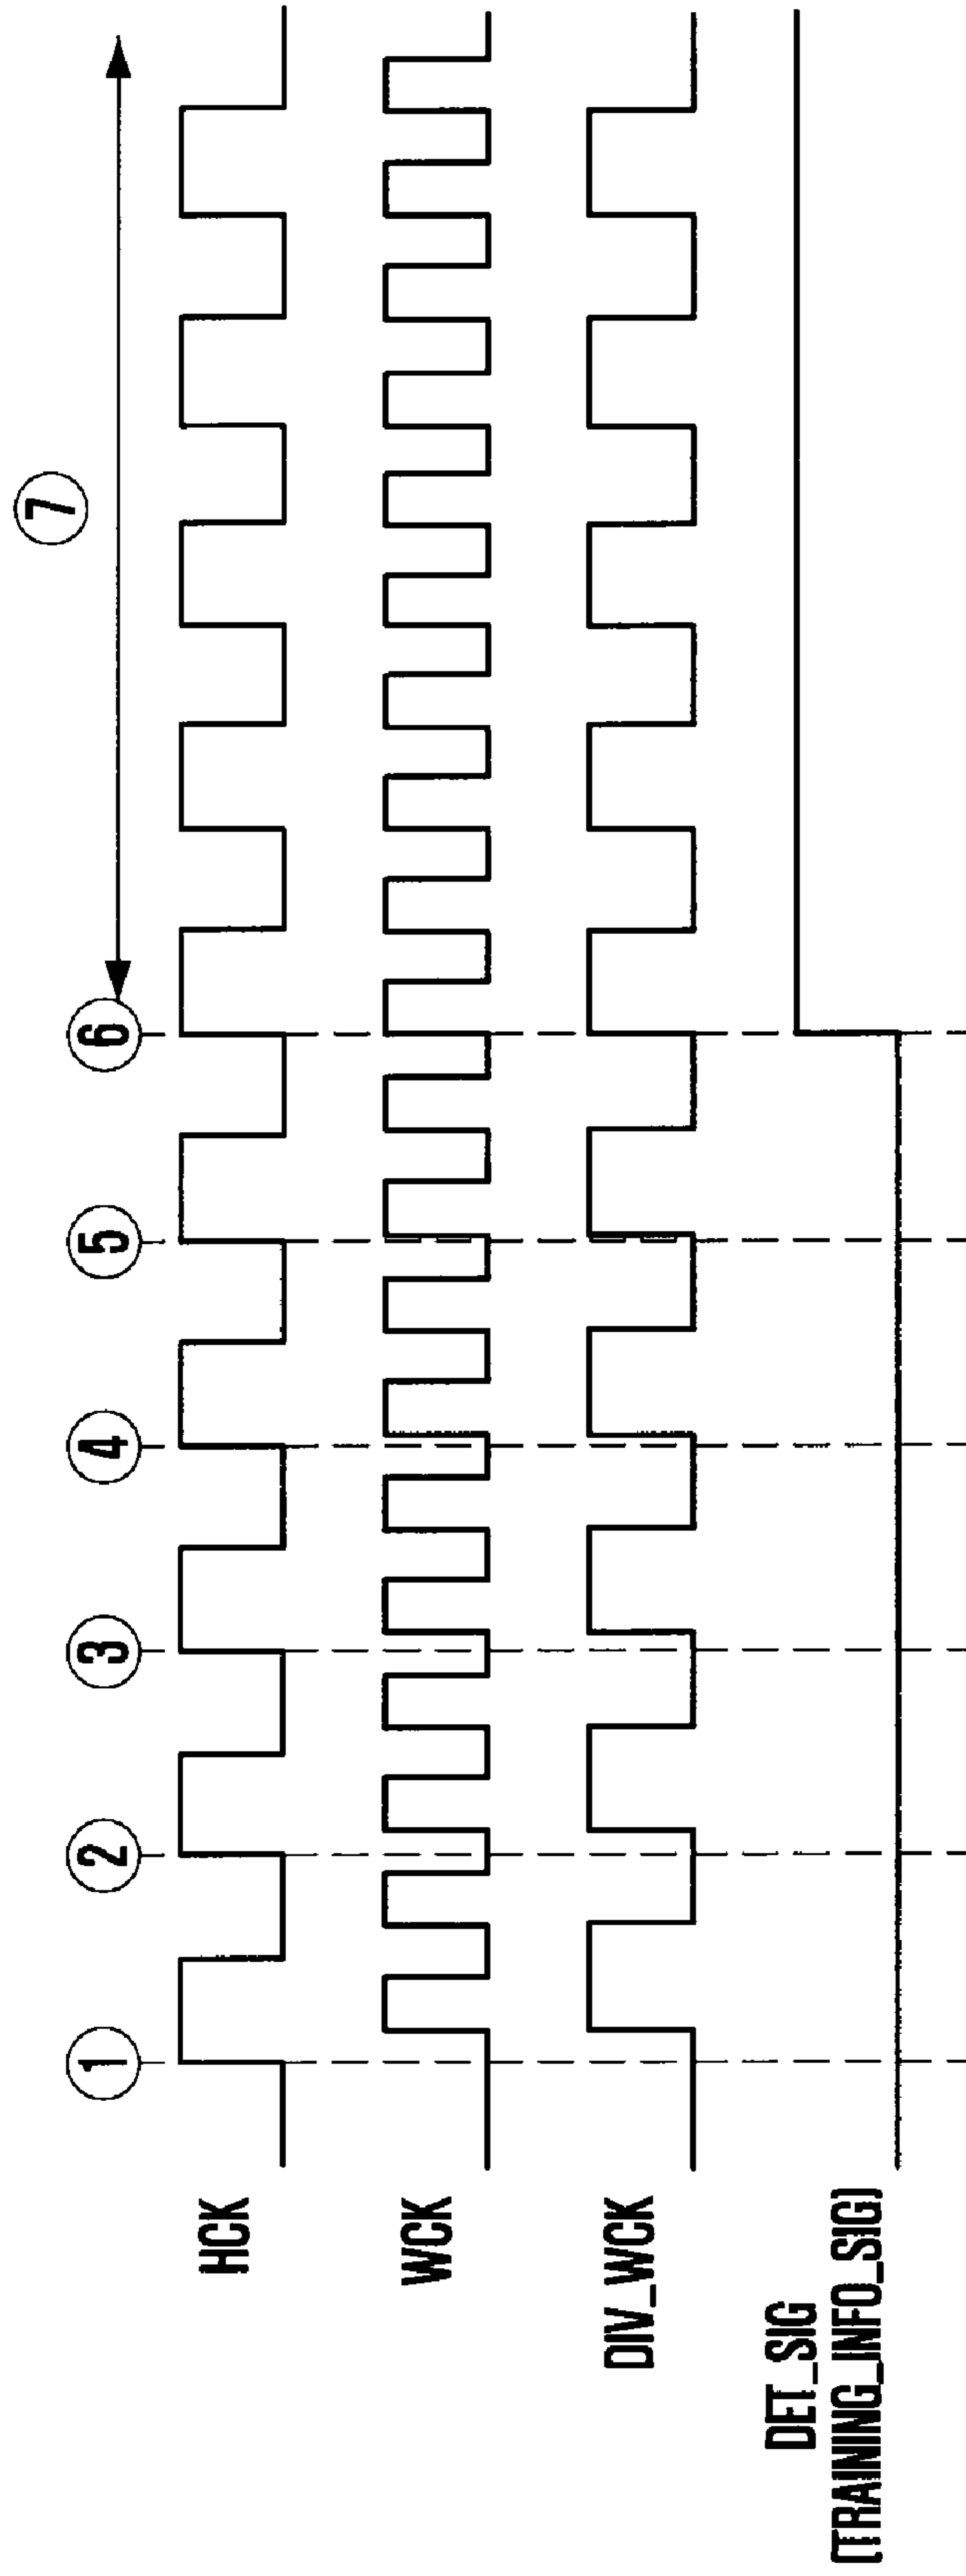 1
2
3
4
5
6
7
HCK
WCK
DIV_WCK
DET_SIG
(TRAINING_INFO_SIG)